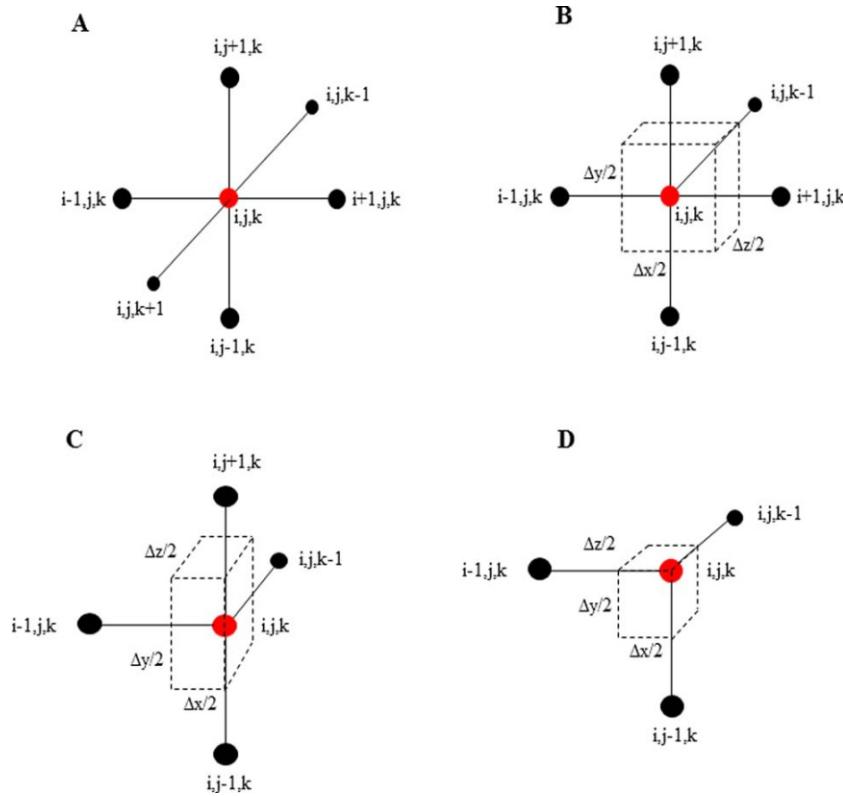 A
i,j+1,k
i,j,k-1
i-1,j,k
i+1,j,k
i,j,k
i,j,k+1
i,j-1,k
B
i,j+1,k
i,j,k-1
Δy/2
i-1,j,k
i+1,j,k
i,j,k
Δz/2
Δx/2
i,j-1,k
C
i,j+1,k
Δz/2
i,j,k-1
i-1,j,k
i,j,k
Δy/2
Δx/2
i,j-1,k
D
i,j,k-1
Δz/2
i-1,j,k
i,j,k
Δy/2
Δx/2
i,j-1,k